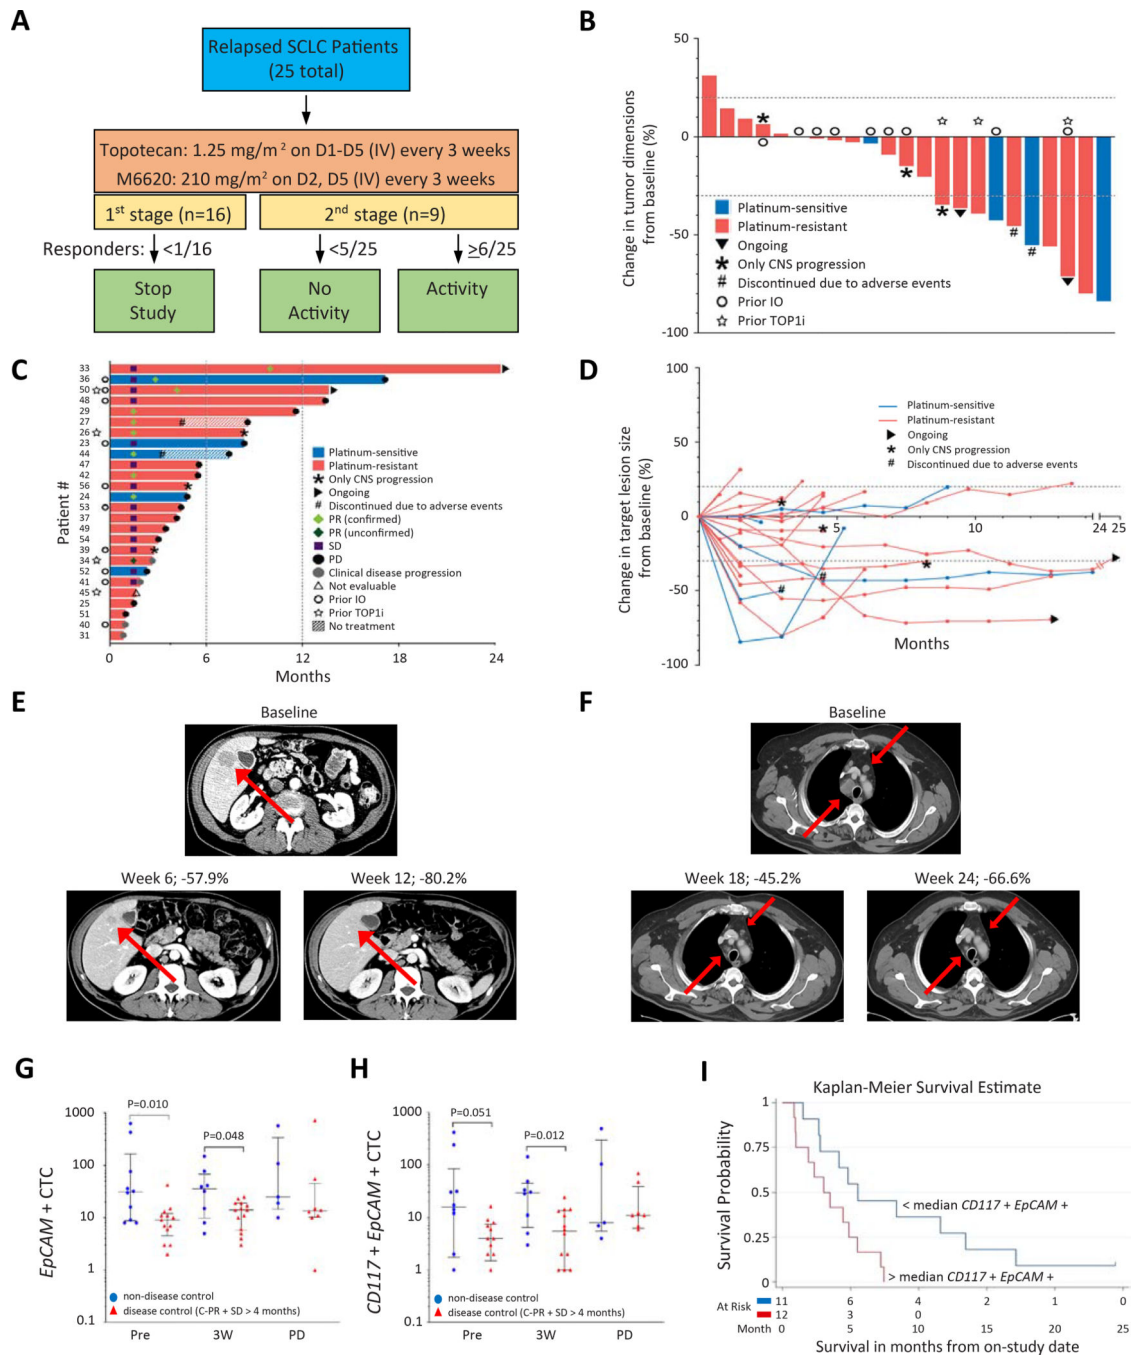 A
Relapsed SCLC Patients
(25 total)
Topotecan: 1.25 mg/m² on D1-D5 (IV) every 3 weeks
M6620: 210 mg/m² on D2, D5 (IV) every 3 weeks
1st stage (n=16)
2nd stage (n=9)
Responders: <1/16
<5/25
≥6/25
Stop
Study
No
Activity
Activity
B
Change in tumor dimensions
from baseline (%)
50
0
-50
-100
Platinum-sensitive
Platinum-resistant
Ongoing
Only CNS progression
# Discontinued due to adverse events
Prior IO
Prior TOP1i
#
#
C
Patient #
33
36
50
48
29
27
26
23
44
47
42
56
24
53
37
49
54
39
34
52
41
45
25
51
40
31
#
#
Platinum-sensitive
Platinum-resistant
Only CNS progression
Ongoing
# Discontinued due to adverse events
PR (confirmed)
PR (unconfirmed)
SD
PD
Clinical disease progression
Not evaluable
Prior IO
Prior TOP1i
No treatment
0 6 12 18 24
Months
D
Change in target lesion size
from baseline (%)
100
50
0
-50
-100
Platinum-sensitive
Platinum-resistant
Ongoing
Only CNS progression
# Discontinued due to adverse events
5 10 24 25
#
#
Months
E
Baseline
Week 6; -57.9%
Week 12; -80.2%
F
Baseline
Week 18; -45.2%
Week 24; -66.6%
G
EpCAM + CTC
1000
100
10
1
0.1
P=0.010
P=0.048
non-disease control
disease control (C-PR + SD > 4 months)
Pre 3W PD
H
CD117 + EpCAM + CTC
1000
100
10
1
0.1
P=0.051
P=0.012
non-disease control
disease control (C-PR + SD > 4 months)
Pre 3W PD
I
Kaplan-Meier Survival Estimate
Survival Probability
1
0.75
0.5
0.25
0
< median CD117 + EpCAM +
> median CD117 + EpCAM +
At Risk
11 6 4 2 1 0
12 3 0
Month 0 5 10 15 20 25
Survival in months from on-study date